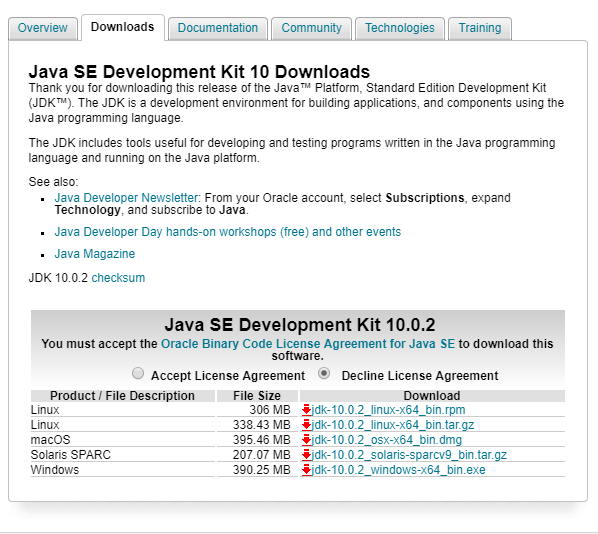 Overview Downloads Documentation Community Technologies Training
Java SE Development Kit 10 Downloads
Thank you for downloading this release of the Java™ Platform, Standard Edition Development Kit
(JDK™). The JDK is a development environment for building applications, and components using the
Java programming language.
The JDK includes tools useful for developing and testing programs written in the Java programming
language and running on the Java platform.
See also:
▪ Java Developer Newsletter: From your Oracle account, select Subscriptions, expand
Technology, and subscribe to Java.
▪ Java Developer Day hands-on workshops (free) and other events
▪ Java Magazine
JDK 10.0.2 checksum
Java SE Development Kit 10.0.2
You must accept the Oracle Binary Code License Agreement for Java SE to download this
software.
Accept License Agreement Decline License Agreement
Product / File Description File Size Download
Linux 306 MB jdk-10.0.2_linux-x64_bin.rpm
Linux 338.43 MB jdk-10.0.2_linux-x64_bin.tar.gz
macOS 395.46 MB jdk-10.0.2_osx-x64_bin.dmg
Solaris SPARC 207.07 MB jdk-10.0.2_solaris-sparcv9_bin.tar.gz
Windows 390.25 MB jdk-10.0.2_windows-x64_bin.exe